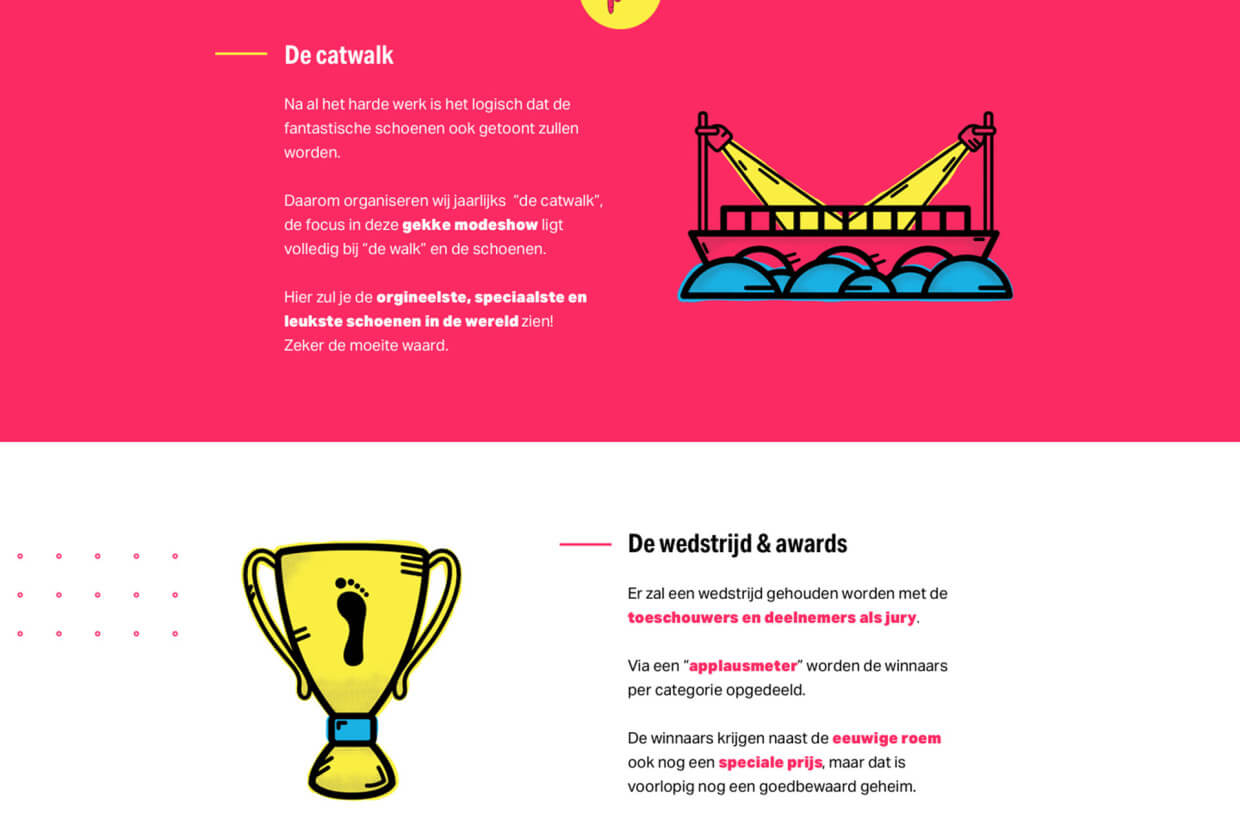 De catwalk
Na al het harde werk is het logisch dat de
fantastische schoenen ook getoont zullen
worden.
Daarom organiseren wij jaarlijks "de catwalk",
de focus in deze gekke modeshow ligt
volledig bij "de walk" en de schoenen.
Hier zul je de orgineelste, speciaalste en
leukste schoenen in de wereld zien!
Zeker de moeite waard.
De wedstrijd & awards
Er zal een wedstrijd gehouden worden met de
toeschouwers en deelnemers als jury.
Via een "applausmeter" worden de winnaars
per categorie opgedeeld.
De winnaars krijgen naast de eeuwige roem
ook nog een speciale prijs, maar dat is
voorlopig nog een goedbewaard geheim.